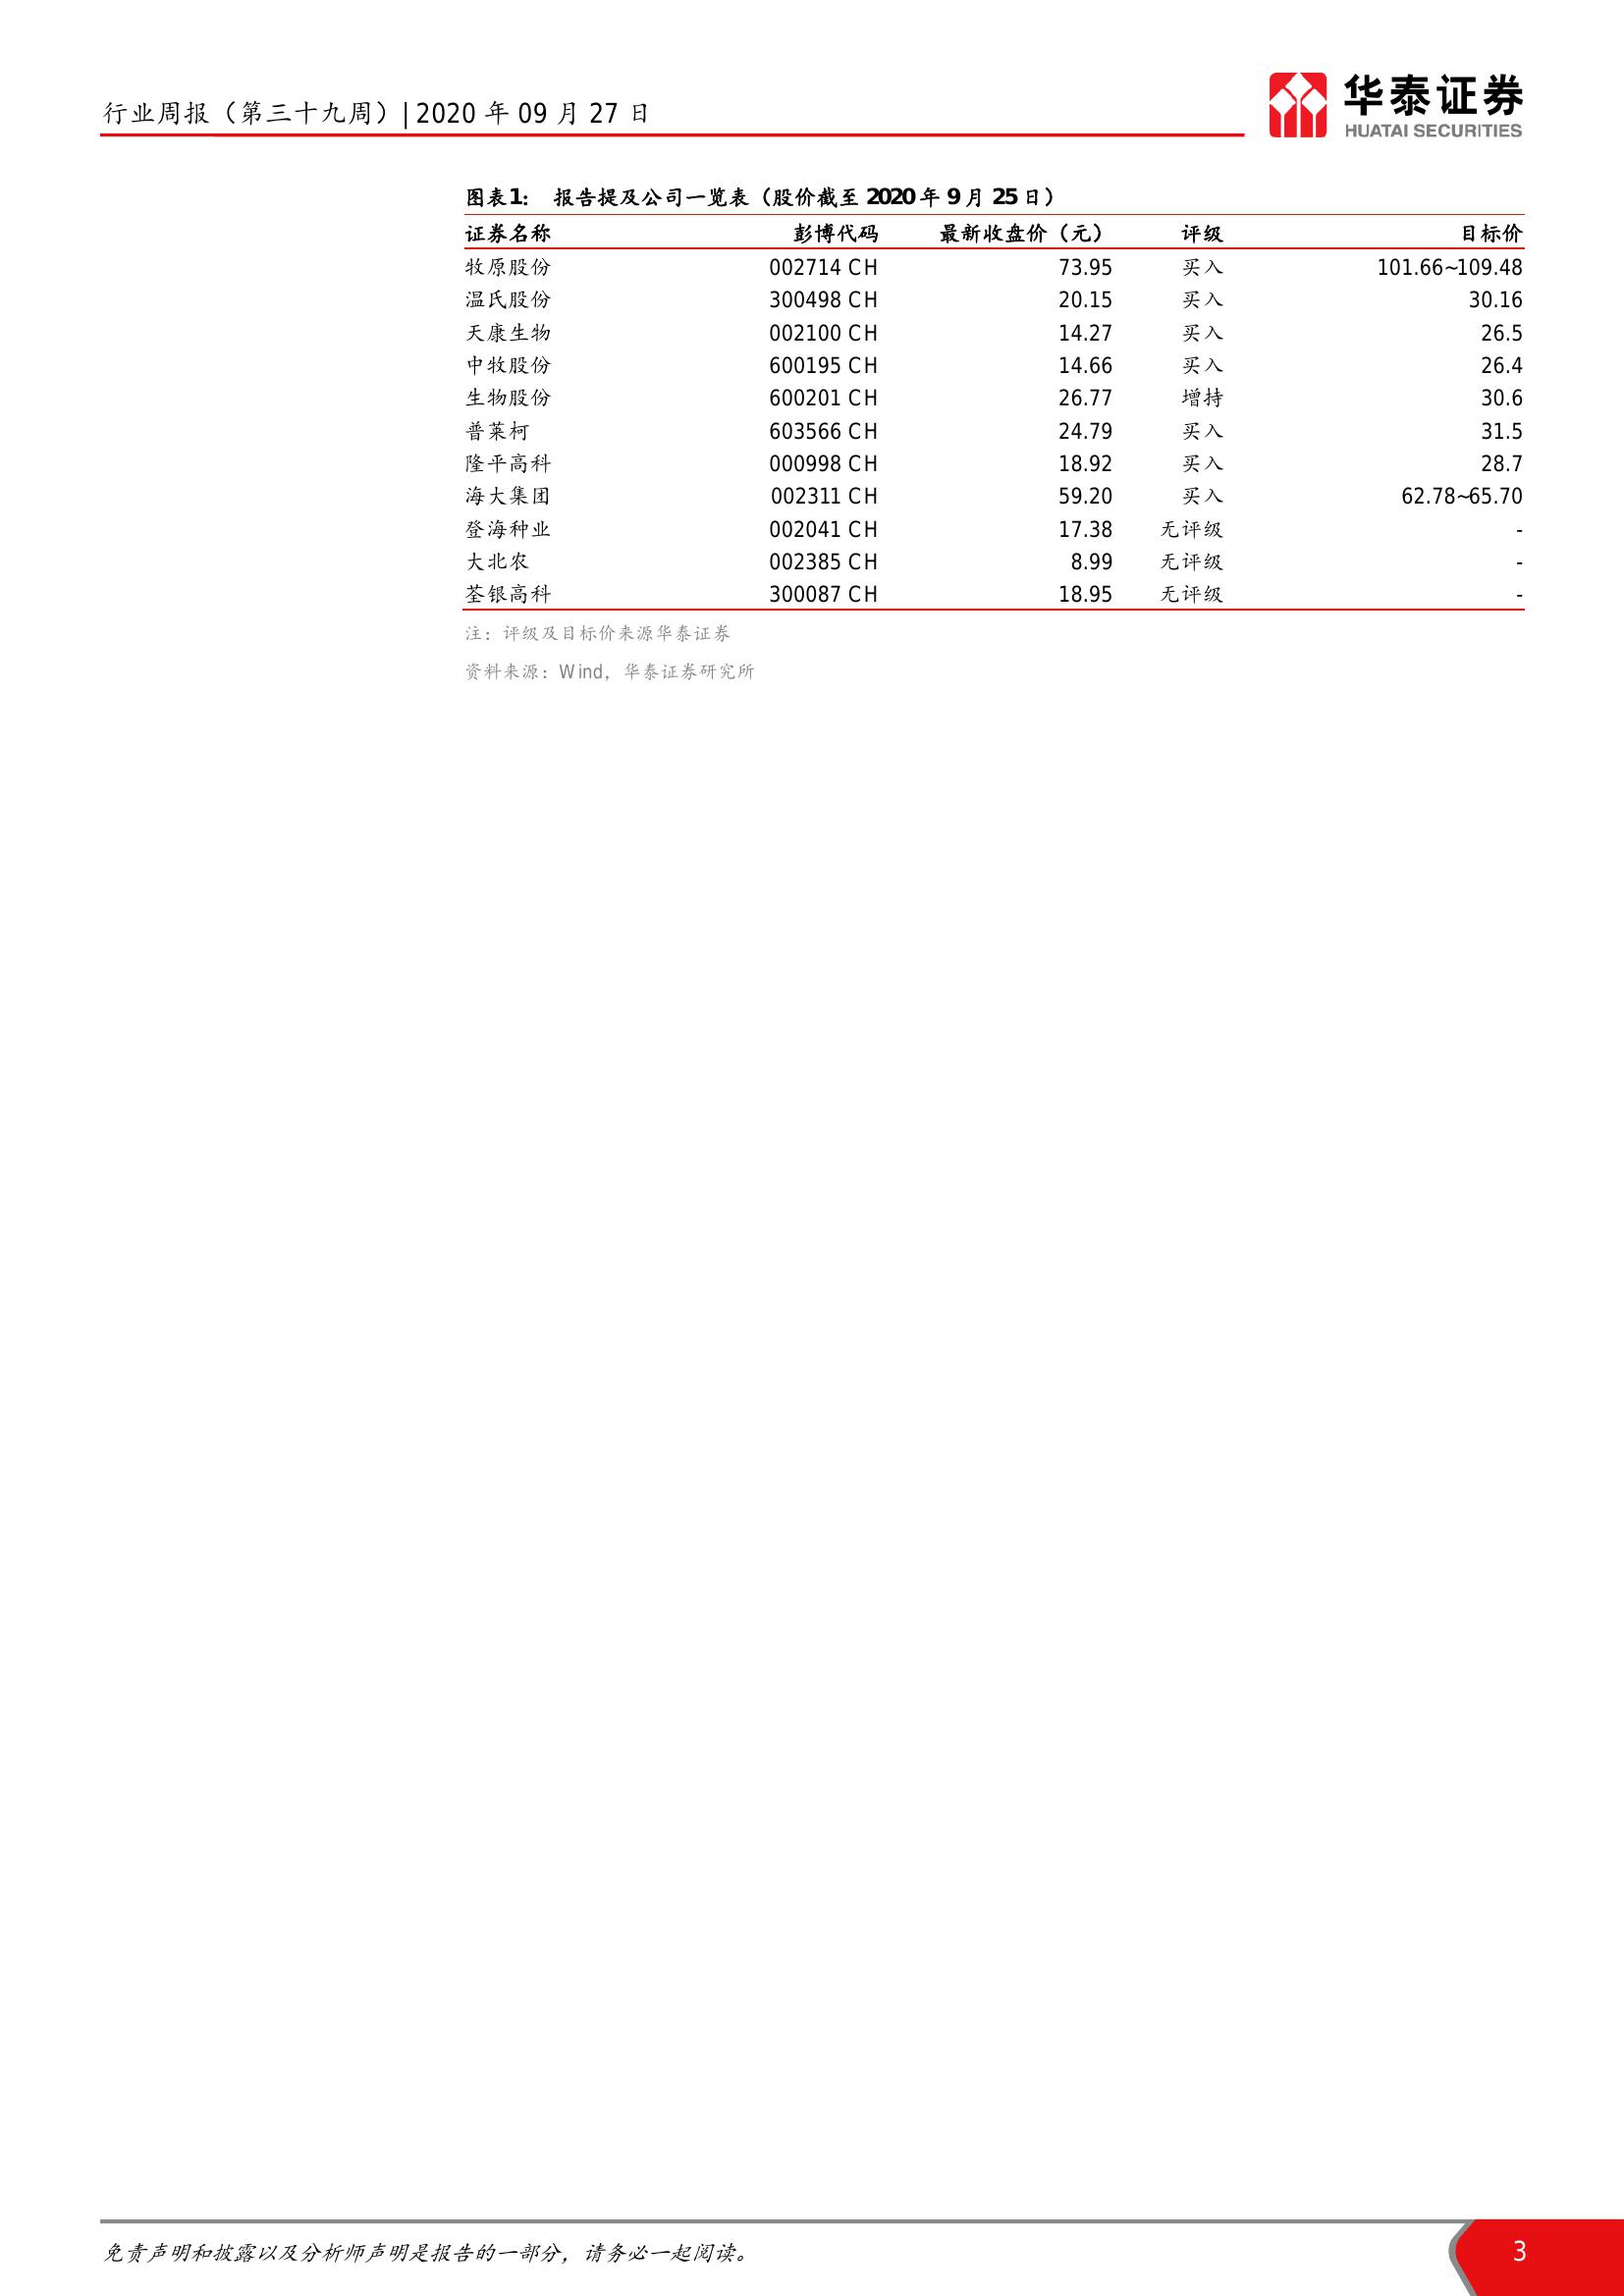 行业周报（第三十九周）| 2020 年 09 月 27 日
华泰证券
HUATAI SECURITIES
图表1： 报告提及公司一览表（股价截至 2020 年 9 月 25 日）
证券名称 彭博代码 最新收盘价（元） 评级 目标价
牧原股份 002714 CH 73.95 买入 101.66~109.48
温氏股份 300498 CH 20.15 买入 30.16
天康生物 002100 CH 14.27 买入 26.5
中牧股份 600195 CH 14.66 买入 26.4
生物股份 600201 CH 26.77 增持 30.6
普莱柯 603566 CH 24.79 买入 31.5
隆平高科 000998 CH 18.92 买入 28.7
海大集团 002311 CH 59.20 买入 62.78~65.70
登海种业 002041 CH 17.38 无评级 -
大北农 002385 CH 8.99 无评级 -
荃银高科 300087 CH 18.95 无评级 -
注：评级及目标价来源华泰证券
资料来源：Wind，华泰证券研究所
免责声明和披露以及分析师声明是报告的一部分，请务必一起阅读。
3